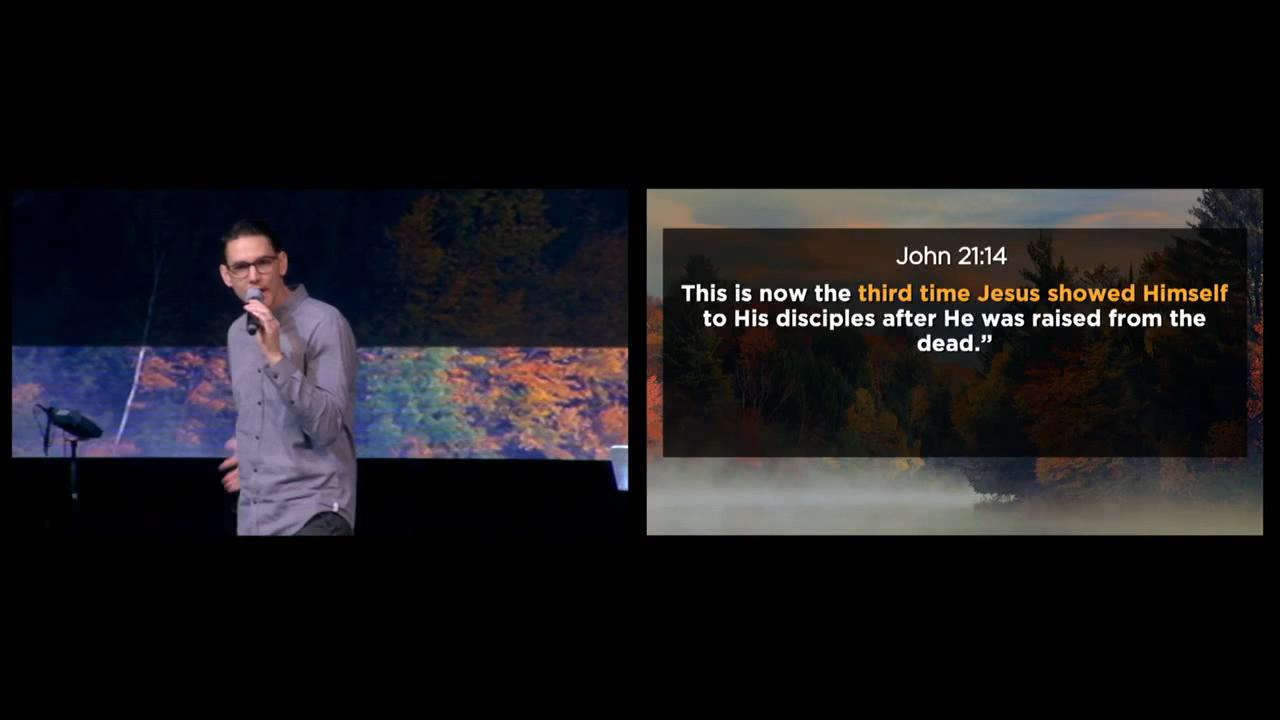 John 21:14
This is now the third time Jesus showed Himself
to His disciples after He was raised from the
dead.”